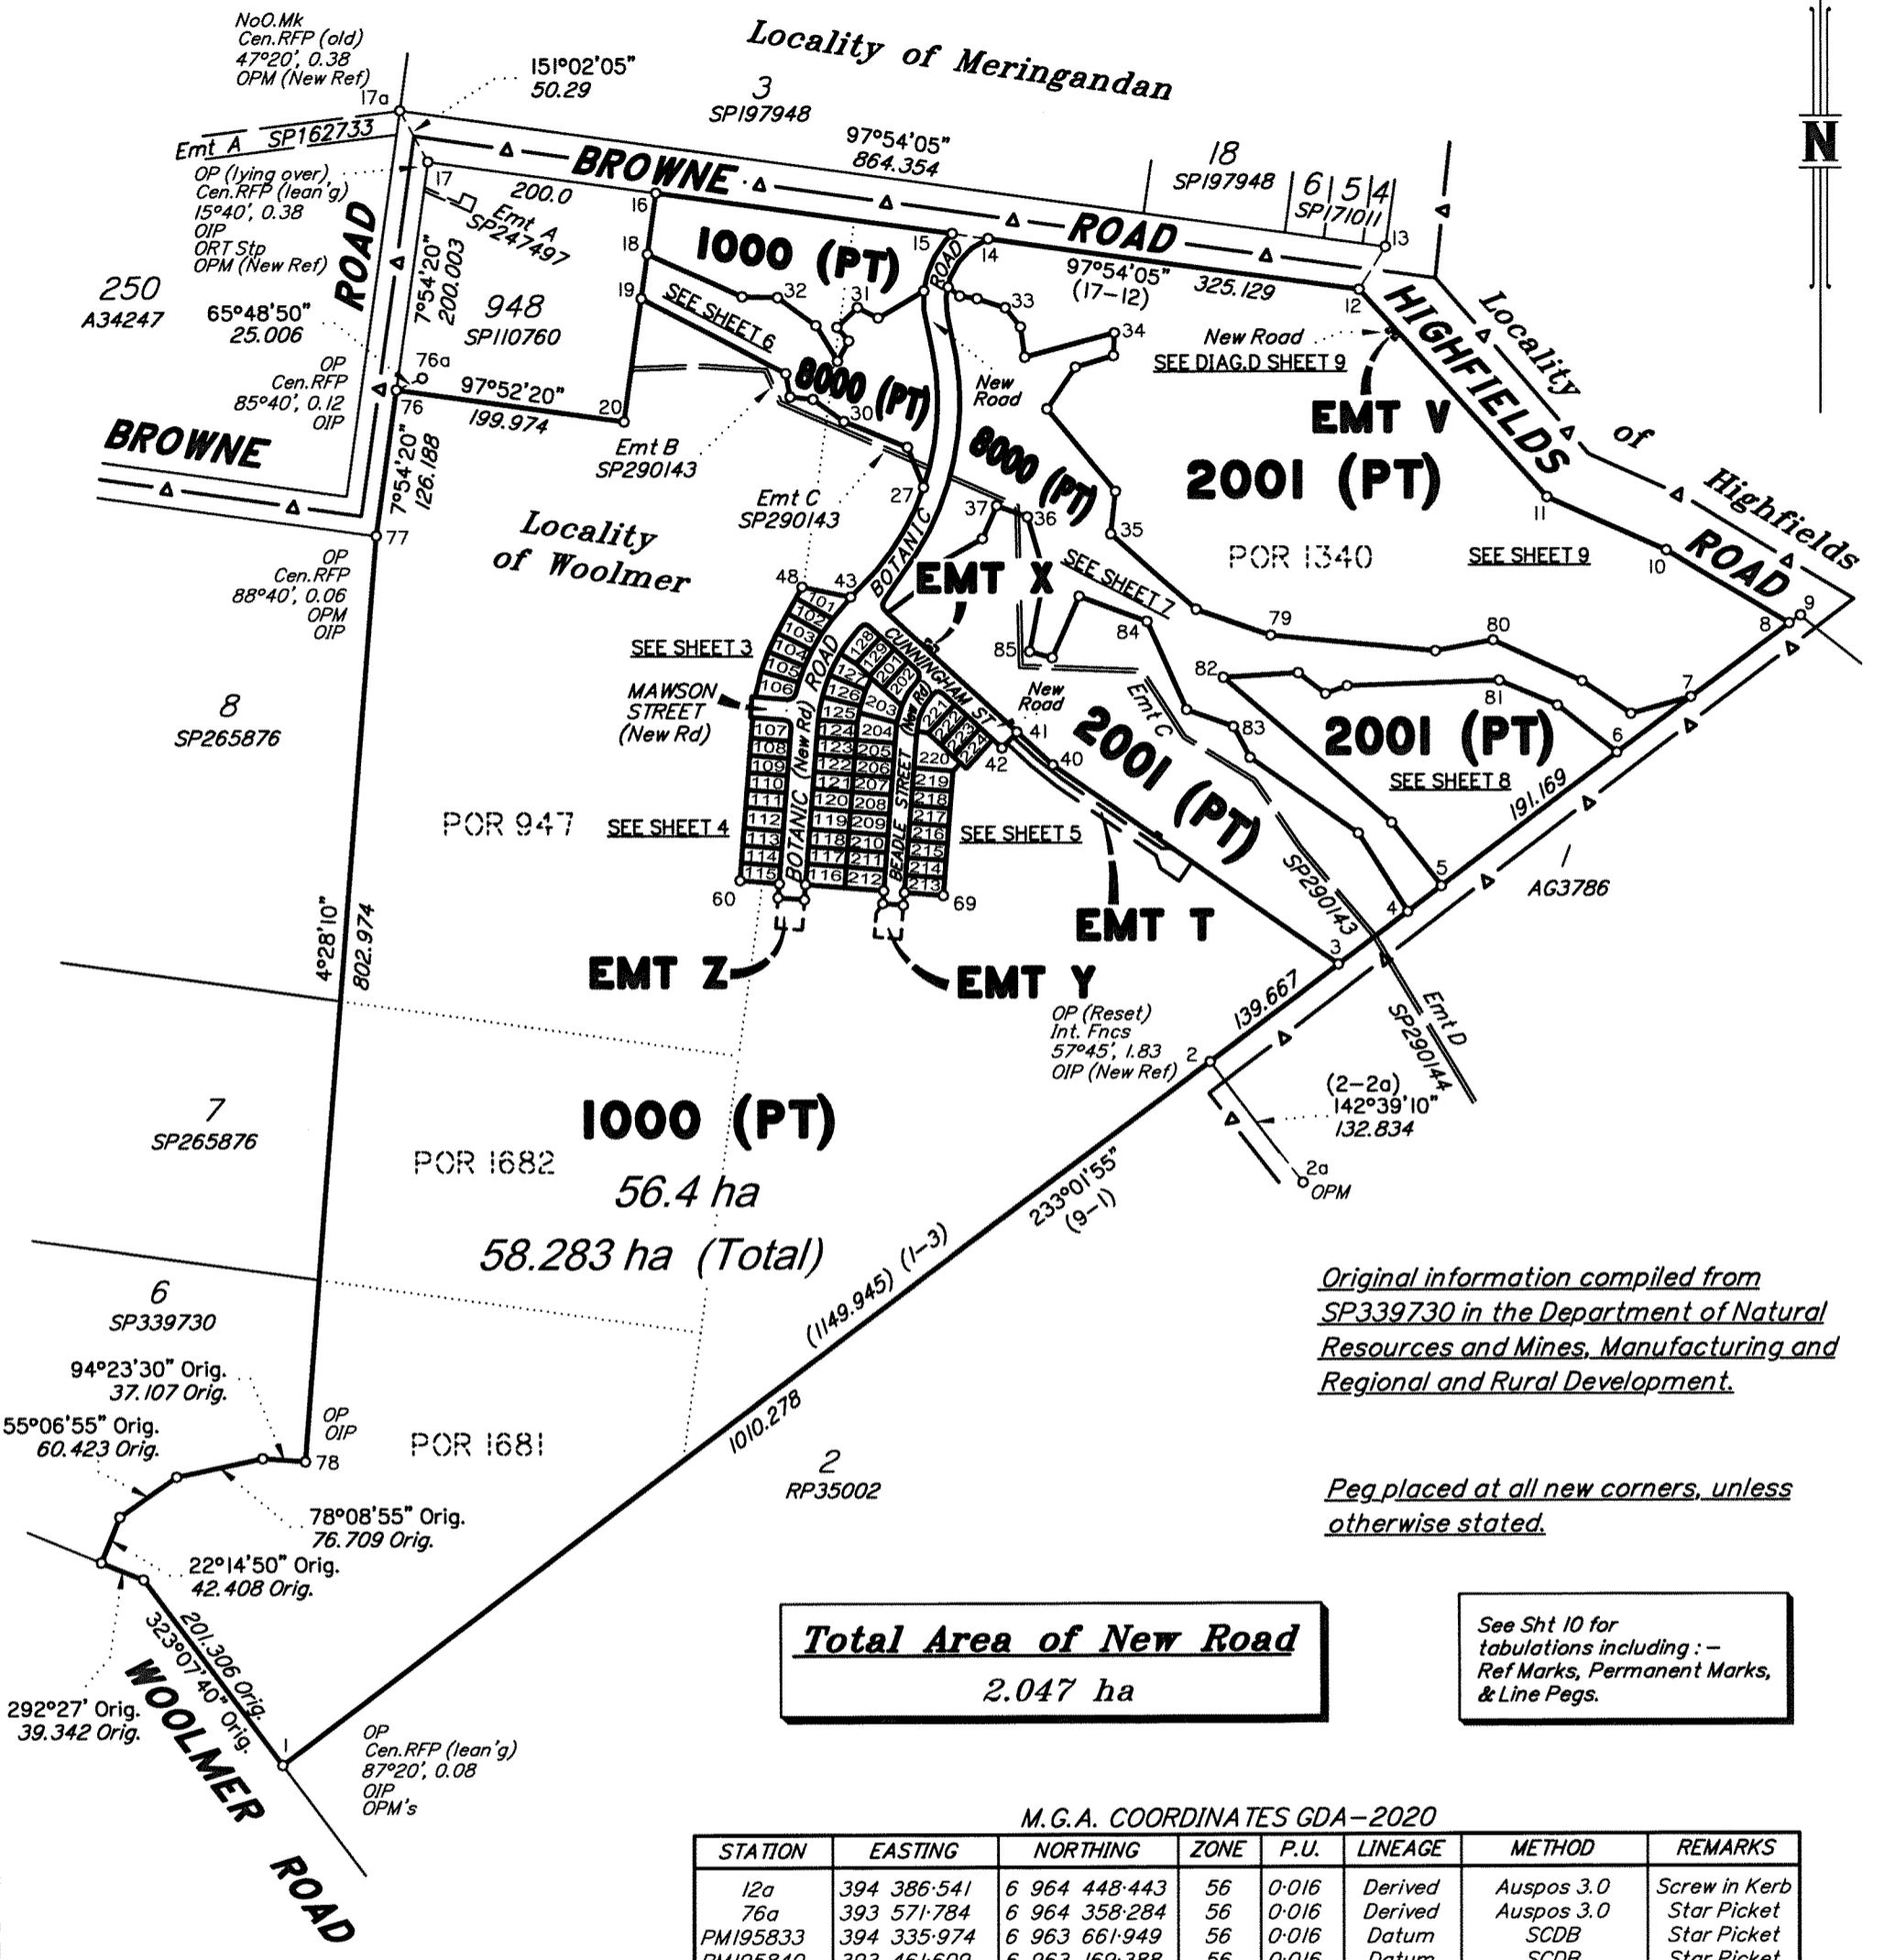 NoO.Mk
Cen.RFP (old)
47°20', 0.38
OPM (New Ref)
17a
151°02'05"
50.29
Locality of Meringandan
3
SP197948
97°54'05"
864.354
18
SP197948
6 5 4
SP171011
13
N
Emt A SP162733
OP (lying over)
Cen.RFP (lean'g)
15°40', 0.38
OIP
ORT Stp
OPM (New Ref)
17
200.0
Emt A
SP247497
16
BROWNE
ROAD
ROAD
18
1000 (PT)
15
ROAD
14
97°54'05"
(17-12)
325.129
12
250
A34247
65°48'50"
25.006
7°54'20"
200.003
948
SP110760
19
32
31
33
34
SEE SHEET 6
New Road
SEE DIAG.D SHEET 9
HIGHFIELDS
ROAD
Locality
of
Highfields
OP
Cen.RFP
85°40', 0.12
OIP
76a
76
97°52'20"
199.974
20
8000 (PT)
30
New
Road
EMT V
BROWNE
7°54'20"
126.188
77
Emt B
SP290143
Emt C
SP290143
27
8000 (PT)
2001 (PT)
11
Locality
of Woolmer
37
36
35
POR 1340
SEE SHEET 9
10
OP
Cen.RFP
88°40', 0.06
OPM
OIP
48
43
BOTANIC
ROAD
EMT X
SEE SHEET 7
9
8
79
80
84
85
82
81
7
SEE SHEET 3
101
102
103
104
105
106
128
129
201
202
127
126
125
203
CUNNINGHAM ST
MAWSON
STREET
(New Rd)
New
Road
Emt C
(New Rd)
221
222
223
224
41
42
40
83
2001 (PT)
2001 (PT)
SEE SHEET 8
6
8
SP265876
107
108
109
110
111
112
113
114
115
BOTANIC (New Rd)
124
123
122
121
120
119
118
117
116
204
205
206
207
208
209
210
211
212
BEADLE STREET
220
219
218
217
216
215
214
213
191.169
POR 947
SEE SHEET 4
SEE SHEET 5
60
69
SP290143
5
4
3
1
AG3786
4°28'10"
802.974
EMT T
EMT Z
EMT Y
OP (Reset)
Int. Fncs
57°45', 1.83
OIP (New Ref)
2
139.667
Emt D
SP290144
(2-2a)
142°39'10"
132.834
2a
OPM
7
SP265876
POR 1682
1000 (PT)
56.4 ha
58.283 ha (Total)
233°01'55"
(9-1)
(1149.945) (1-3)
1010.278
Original information compiled from
SP339730 in the Department of Natural
Resources and Mines, Manufacturing and
Regional and Rural Development.
6
SP339730
94°23'30" Orig.
37.107 Orig.
55°06'55" Orig.
60.423 Orig.
OP
OIP
78
POR 1681
2
RP35002
78°08'55" Orig.
76.709 Orig.
22°14'50" Orig.
42.408 Orig.
Peg placed at all new corners, unless
otherwise stated.
201.306 Orig.
323°07'40" Orig.
292°27' Orig.
39.342 Orig.
WOOLMER ROAD
1
OP
Cen.RFP (lean'g)
87°20', 0.08
OIP
OPM's
Total Area of New Road
2.047 ha
See Sht 10 for
tabulations including :-
Ref Marks, Permanent Marks,
& Line Pegs.
M.G.A. COORDINATES GDA-2020
STATION EASTING NORTHING ZONE P.U. LINEAGE METHOD REMARKS
12a 394 386·541 6 964 448·443 56 0·016 Derived Auspos 3.0 Screw in Kerb
76a 393 571·784 6 964 358·284 56 0·016 Derived Auspos 3.0 Star Picket
PM195833 394 335·974 6 963 661·949 56 0·016 Datum SCDB Star Picket
PM195840 393 461·609 6 963 169·388 56 0·016 Datum SCDB Star Picket